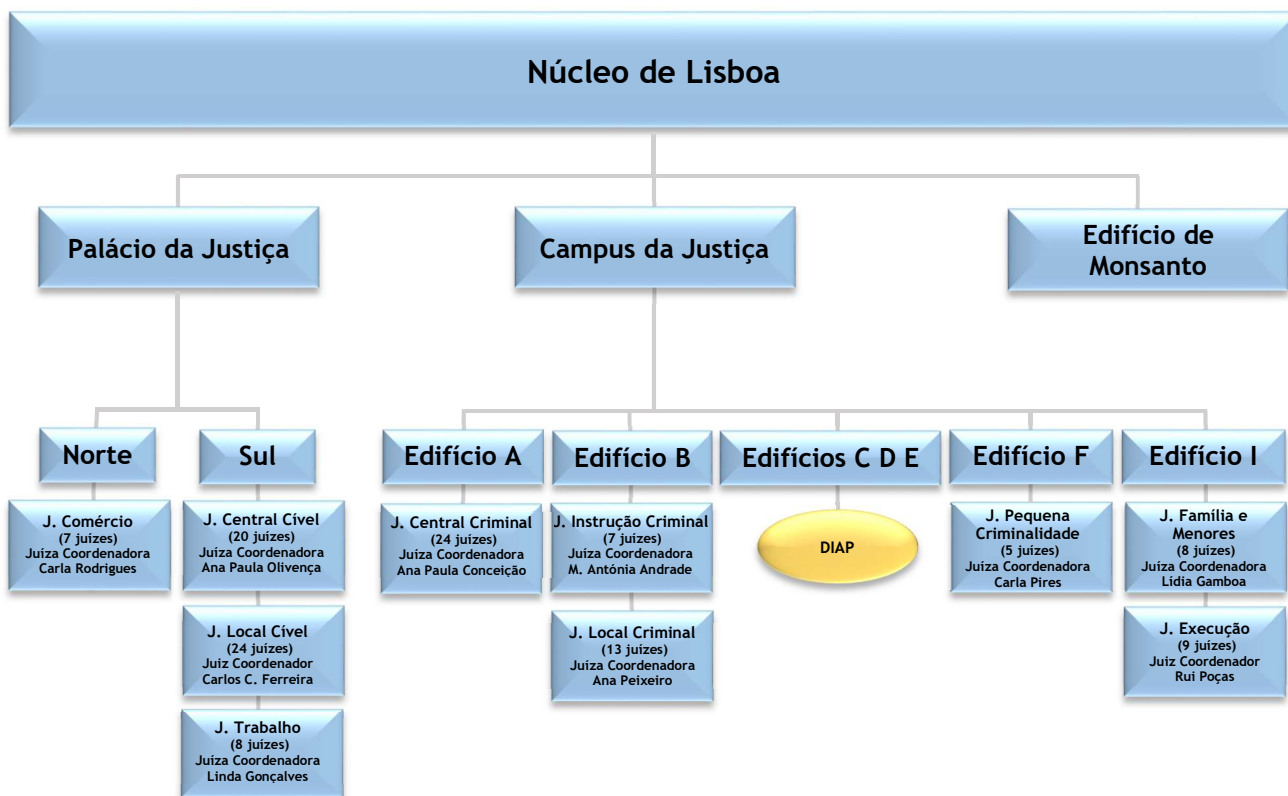 Núcleo de Lisboa
Palácio da Justiça
Campus da Justiça
Edifício de
Monsanto
Norte
Sul
Edifício A
Edifício B
Edifícios C D E
Edifício F
Edifício I
J. Comércio
(7 juízes)
Juíza Coordenadora
Carla Rodrigues
J. Central Cível
(20 juízes)
Juíza Coordenadora
Ana Paula Olivença
J. Local Cível
(24 juízes)
Juiz Coordenador
Carlos C. Ferreira
J. Trabalho
(8 juízes)
Juíza Coordenadora
Linda Gonçalves
J. Central Criminal
(24 juízes)
Juíza Coordenadora
Ana Paula Conceição
J. Instrução Criminal
(7 juízes)
Juíza Coordenadora
M. Antónia Andrade
J. Local Criminal
(13 juízes)
Juíza Coordenadora
Ana Peixeiro
DIAP
J. Pequena
Criminalidade
(5 juízes)
Juíza Coordenadora
Carla Pires
J. Família e
Menores
(8 juízes)
Juíza Coordenadora
Lídia Gamboa
J. Execução
(9 juízes)
Juiz Coordenador
Rui Poças